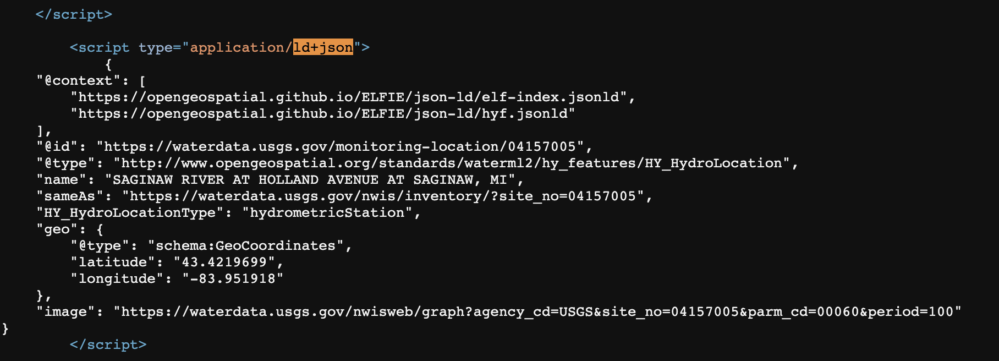 </script>
<script type="application/ld+json">
{
"@context": [
"https://opengeospatial.github.io/ELFIE/json-ld/elf-index.jsonld",
"https://opengeospatial.github.io/ELFIE/json-ld/hyf.jsonld"
],
"@id": "https://waterdata.usgs.gov/monitoring-location/04157005",
"@type": "http://www.opengeospatial.org/standards/waterml2/hy_features/HY_HydroLocation",
"name": "SAGINAW RIVER AT HOLLAND AVENUE AT SAGINAW, MI",
"sameAs": "https://waterdata.usgs.gov/nwis/inventory/?site_no=04157005",
"HY_HydroLocationType": "hydrometricStation",
"geo": {
"@type": "schema:GeoCoordinates",
"latitude": "43.4219699",
"longitude": "-83.951918"
},
"image": "https://waterdata.usgs.gov/nwisweb/graph?agency_cd=USGS&site_no=04157005&parm_cd=00060&period=100"
}
</script>